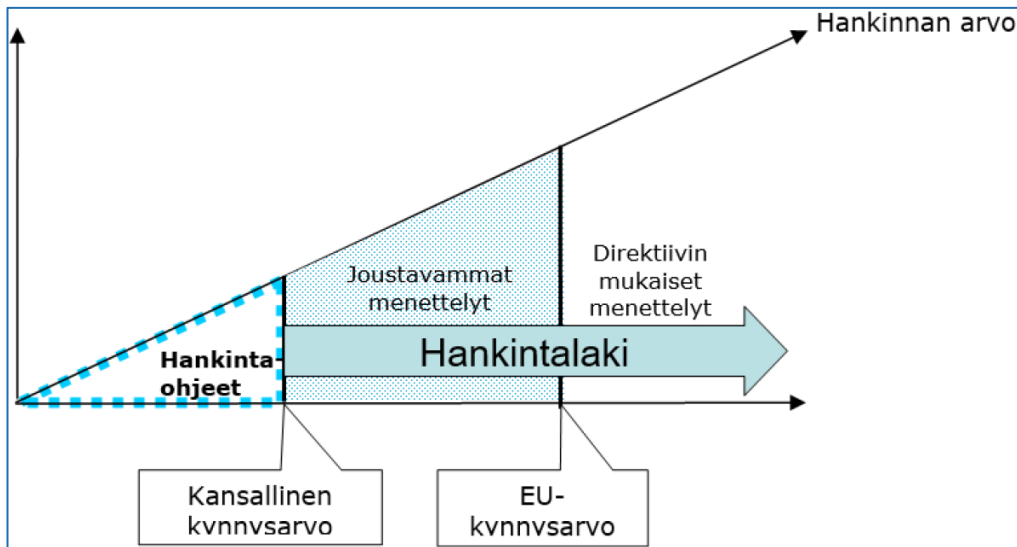 Hankinnan arvo
Joustavammat
menettelyt
Direktiivin
mukaiset
menettelyt
Hankinta-
ohjeet
Hankintalaki
Kansallinen
kynnysarvo
EU-
kynnysarvo